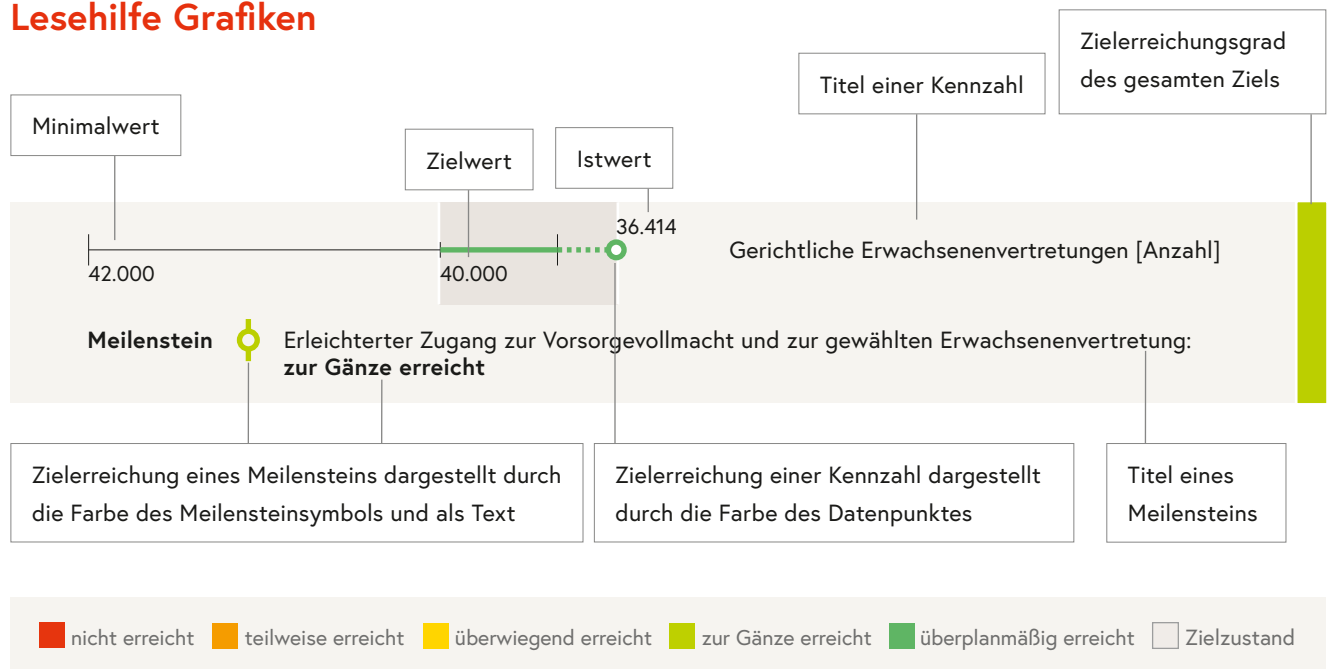 Lesehilfe Grafiken
Zielerreichungsgrad
des gesamten Ziels
Titel einer Kennzahl
Minimalwert
Zielwert
Istwert
36.414
Gerichtliche Erwachsenenvertretungen [Anzahl]
42.000
40.000
Meilenstein Erleichterter Zugang zur Vorsorgevollmacht und zur gewählten Erwachsenenvertretung:
zur Gänze erreicht
Zielerreichung eines Meilensteins dargestellt durch
die Farbe des Meilensteinsymbols und als Text
Zielerreichung einer Kennzahl dargestellt
durch die Farbe des Datenpunktes
Titel eines
Meilensteins
nicht erreicht teilweise erreicht überwiegend erreicht zur Gänze erreicht überplanmäßig erreicht Zielzustand